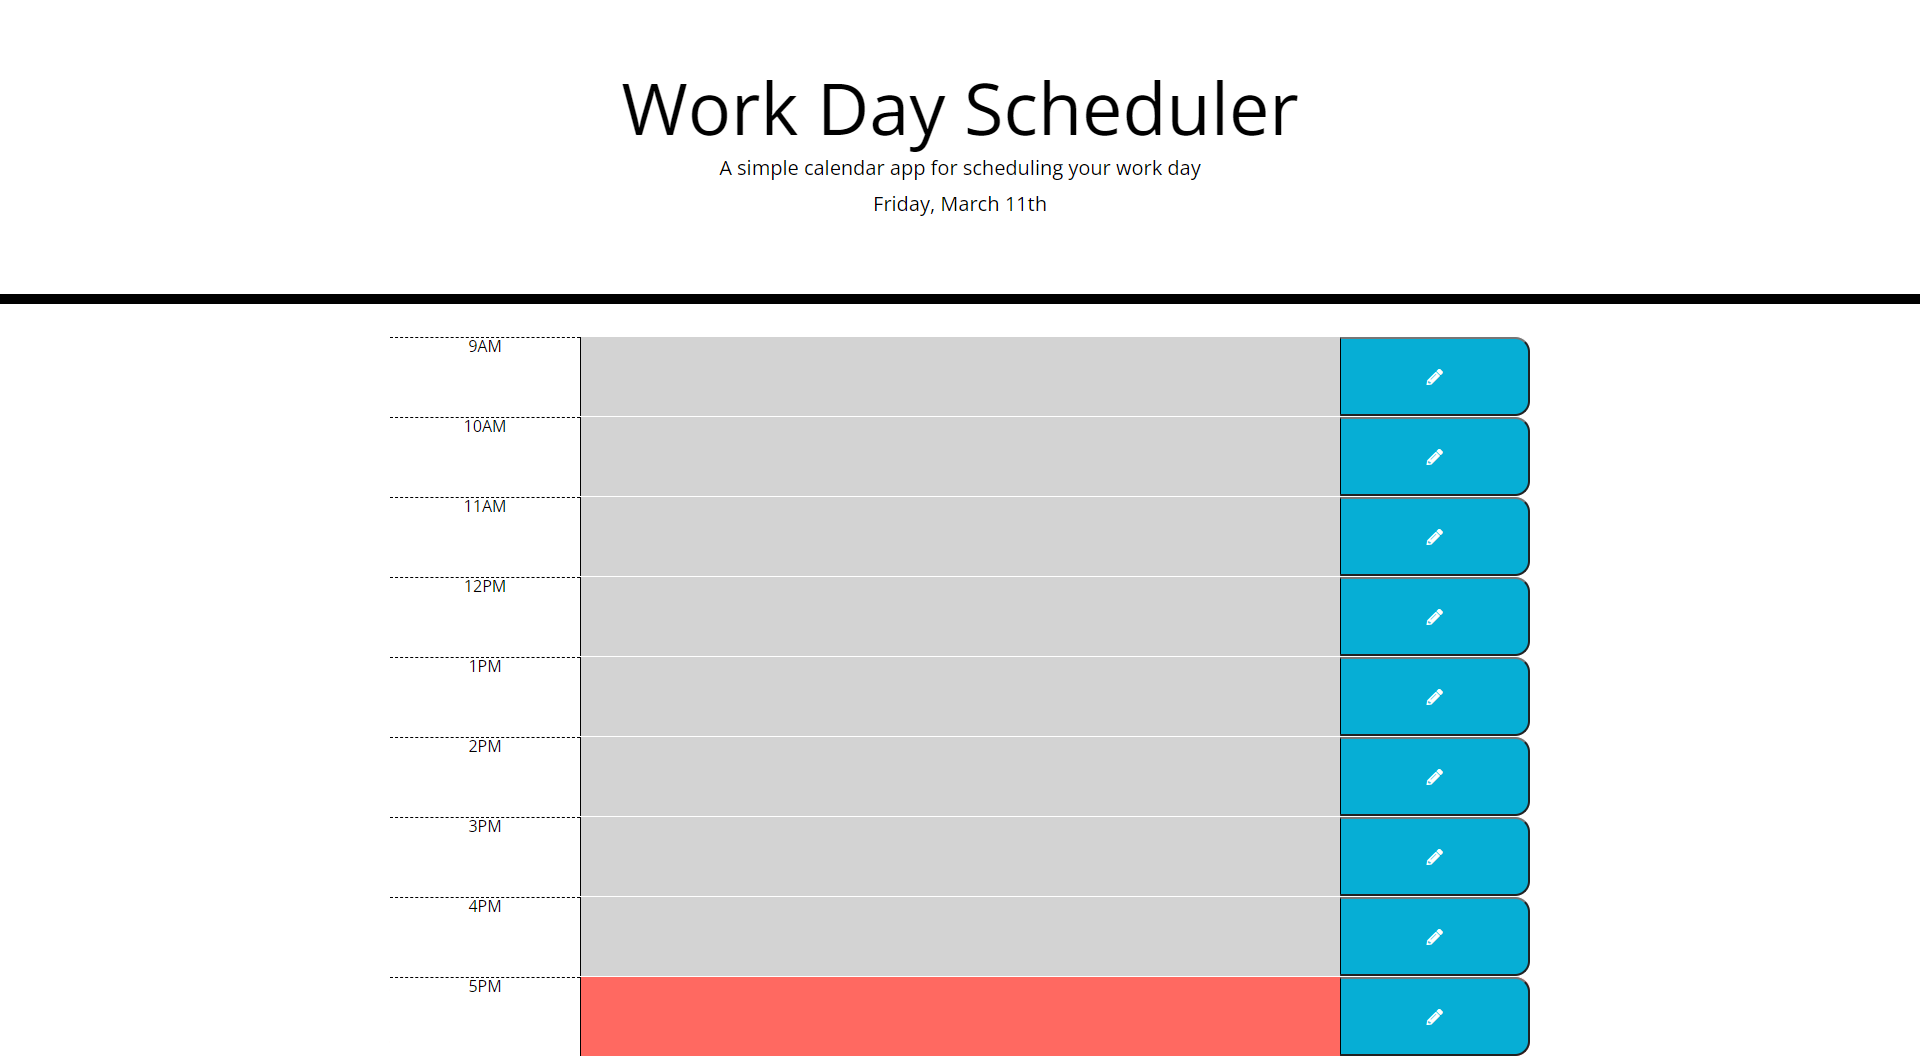 Work Day Scheduler
A simple calendar app for scheduling your work day
Friday, March 11th
9AM
10AM
11AM
12PM
1PM
2PM
3PM
4PM
5PM